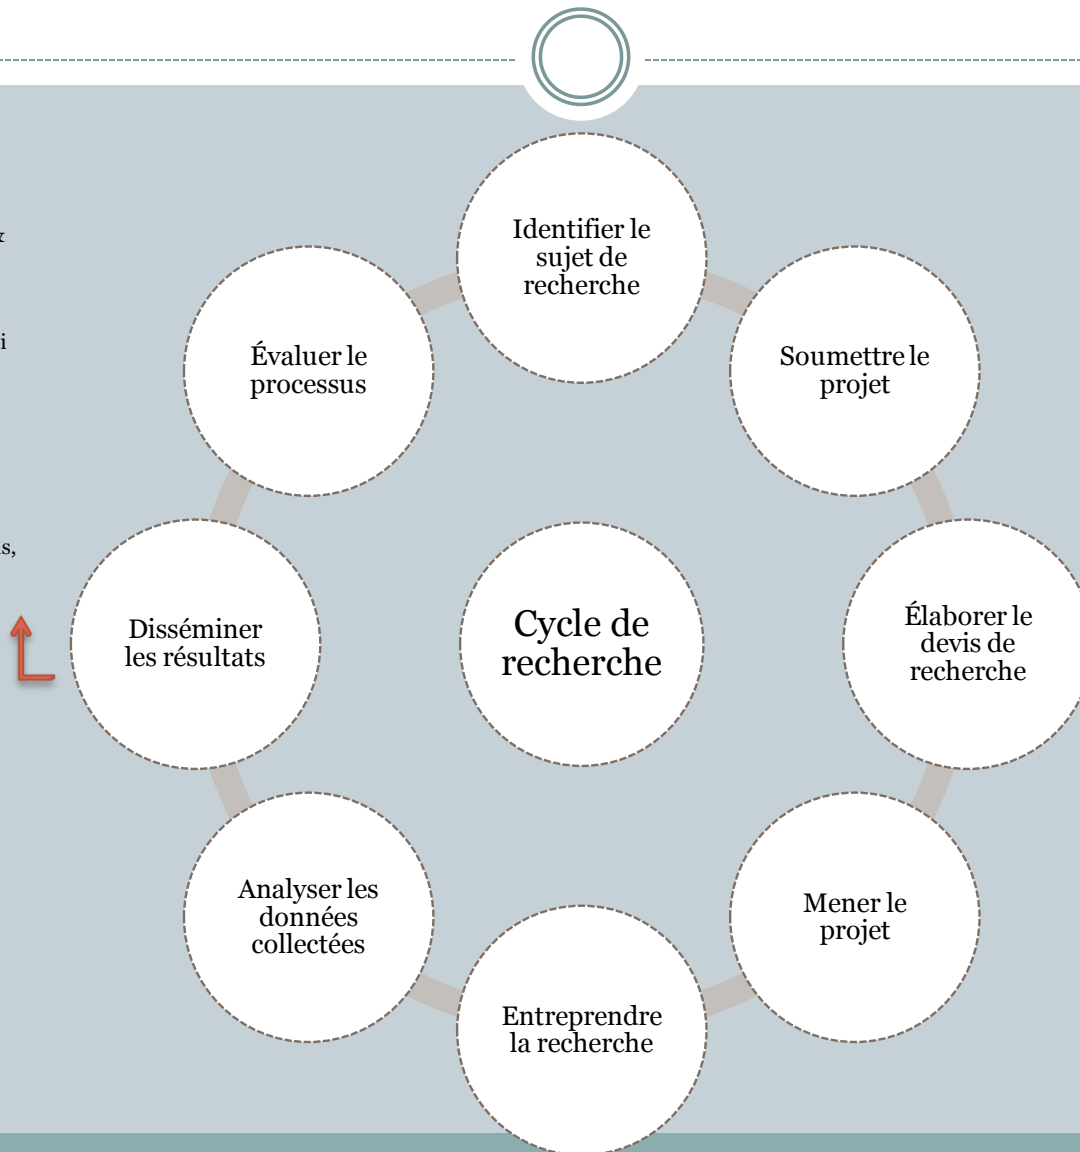 Identifier le
sujet de
recherche
Soumettre le
projet
Élaborer le
devis de
recherche
Mener le
projet
Entreprendre
la recherche
Analyser les
données
collectées
Disséminer
les résultats
Évaluer le
processus
Cycle de
recherche